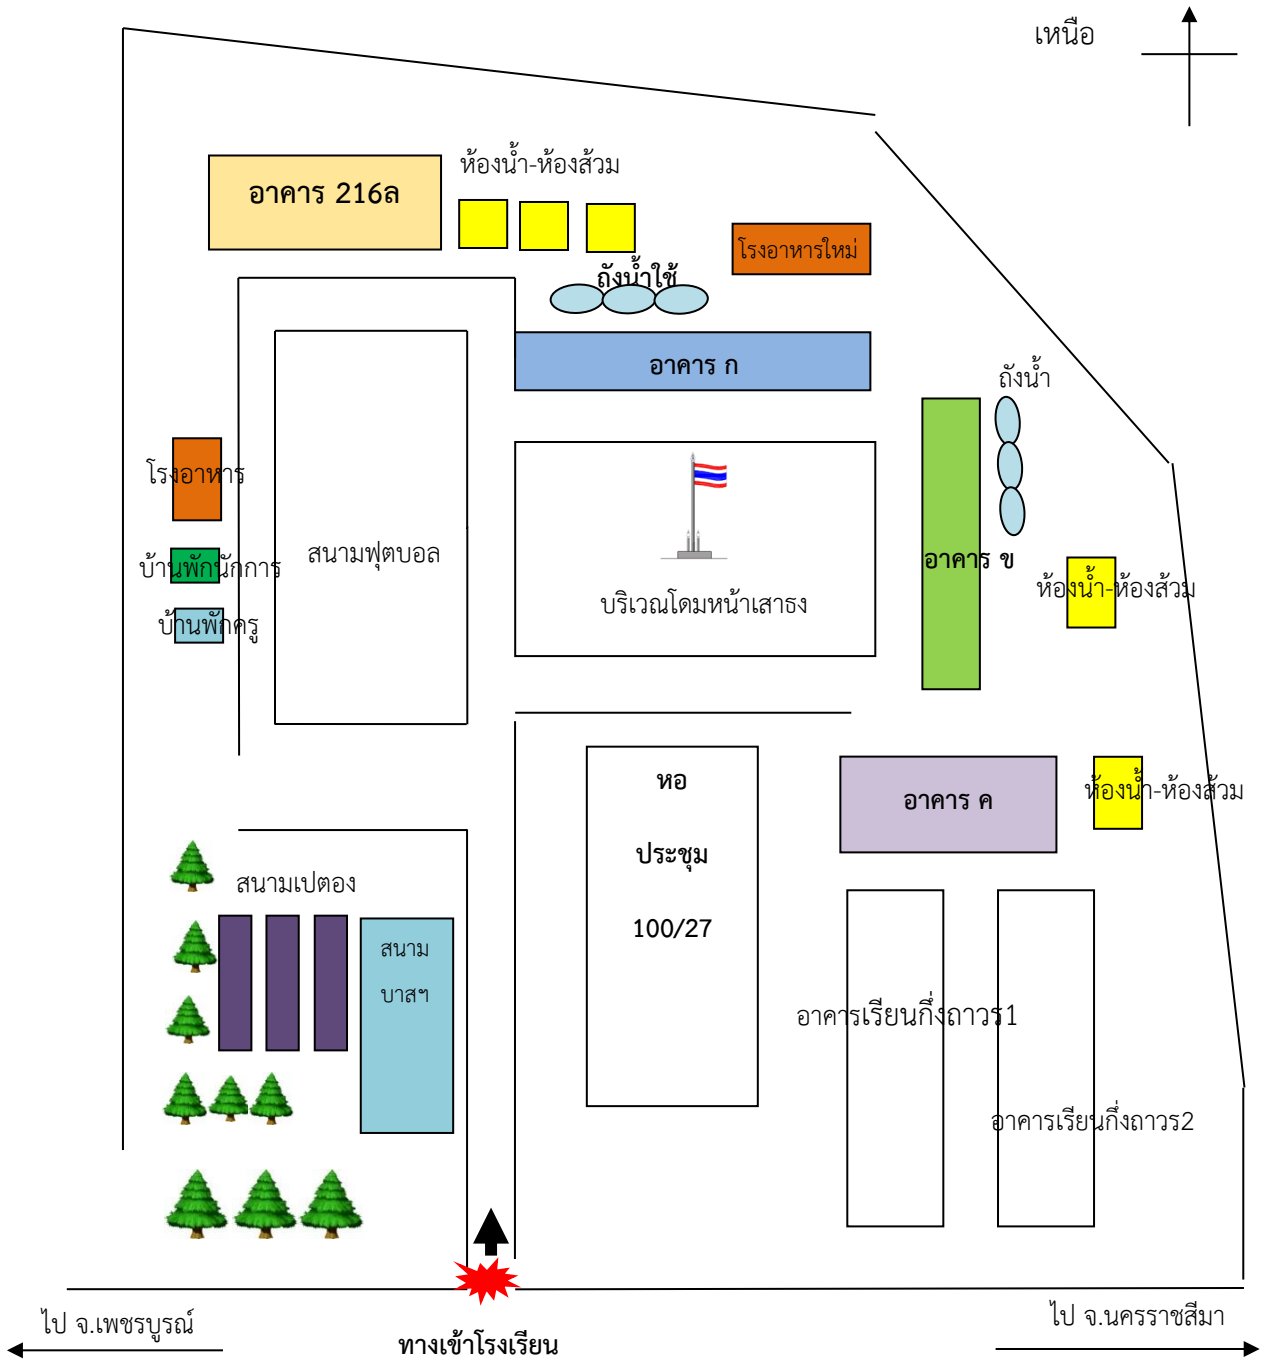 เหนือ
ห้องน้ำ-ห้องส้วม
อาคาร 216ล
โรงอาหารใหม่
ถังน้ำใช้
อาคาร ก
ถังน้ำ
โรงอาหาร
สนามฟุตบอล
อาคาร ข
บ้านพักนักการ
ห้องน้ำ-ห้องส้วม
บริเวณโดมหน้าเสาธง
บ้านพักครู
หอ
ประชุม
100/27
อาคาร ค
ห้องน้ำ-ห้องส้วม
สนามเปตอง
สนาม
บาสฯ
อาคารเรียนกึ่งถาวร1
อาคารเรียนกึ่งถาวร2
ไป จ.เพชรบูรณ์
ทางเข้าโรงเรียน
ไป จ.นครราชสีมา